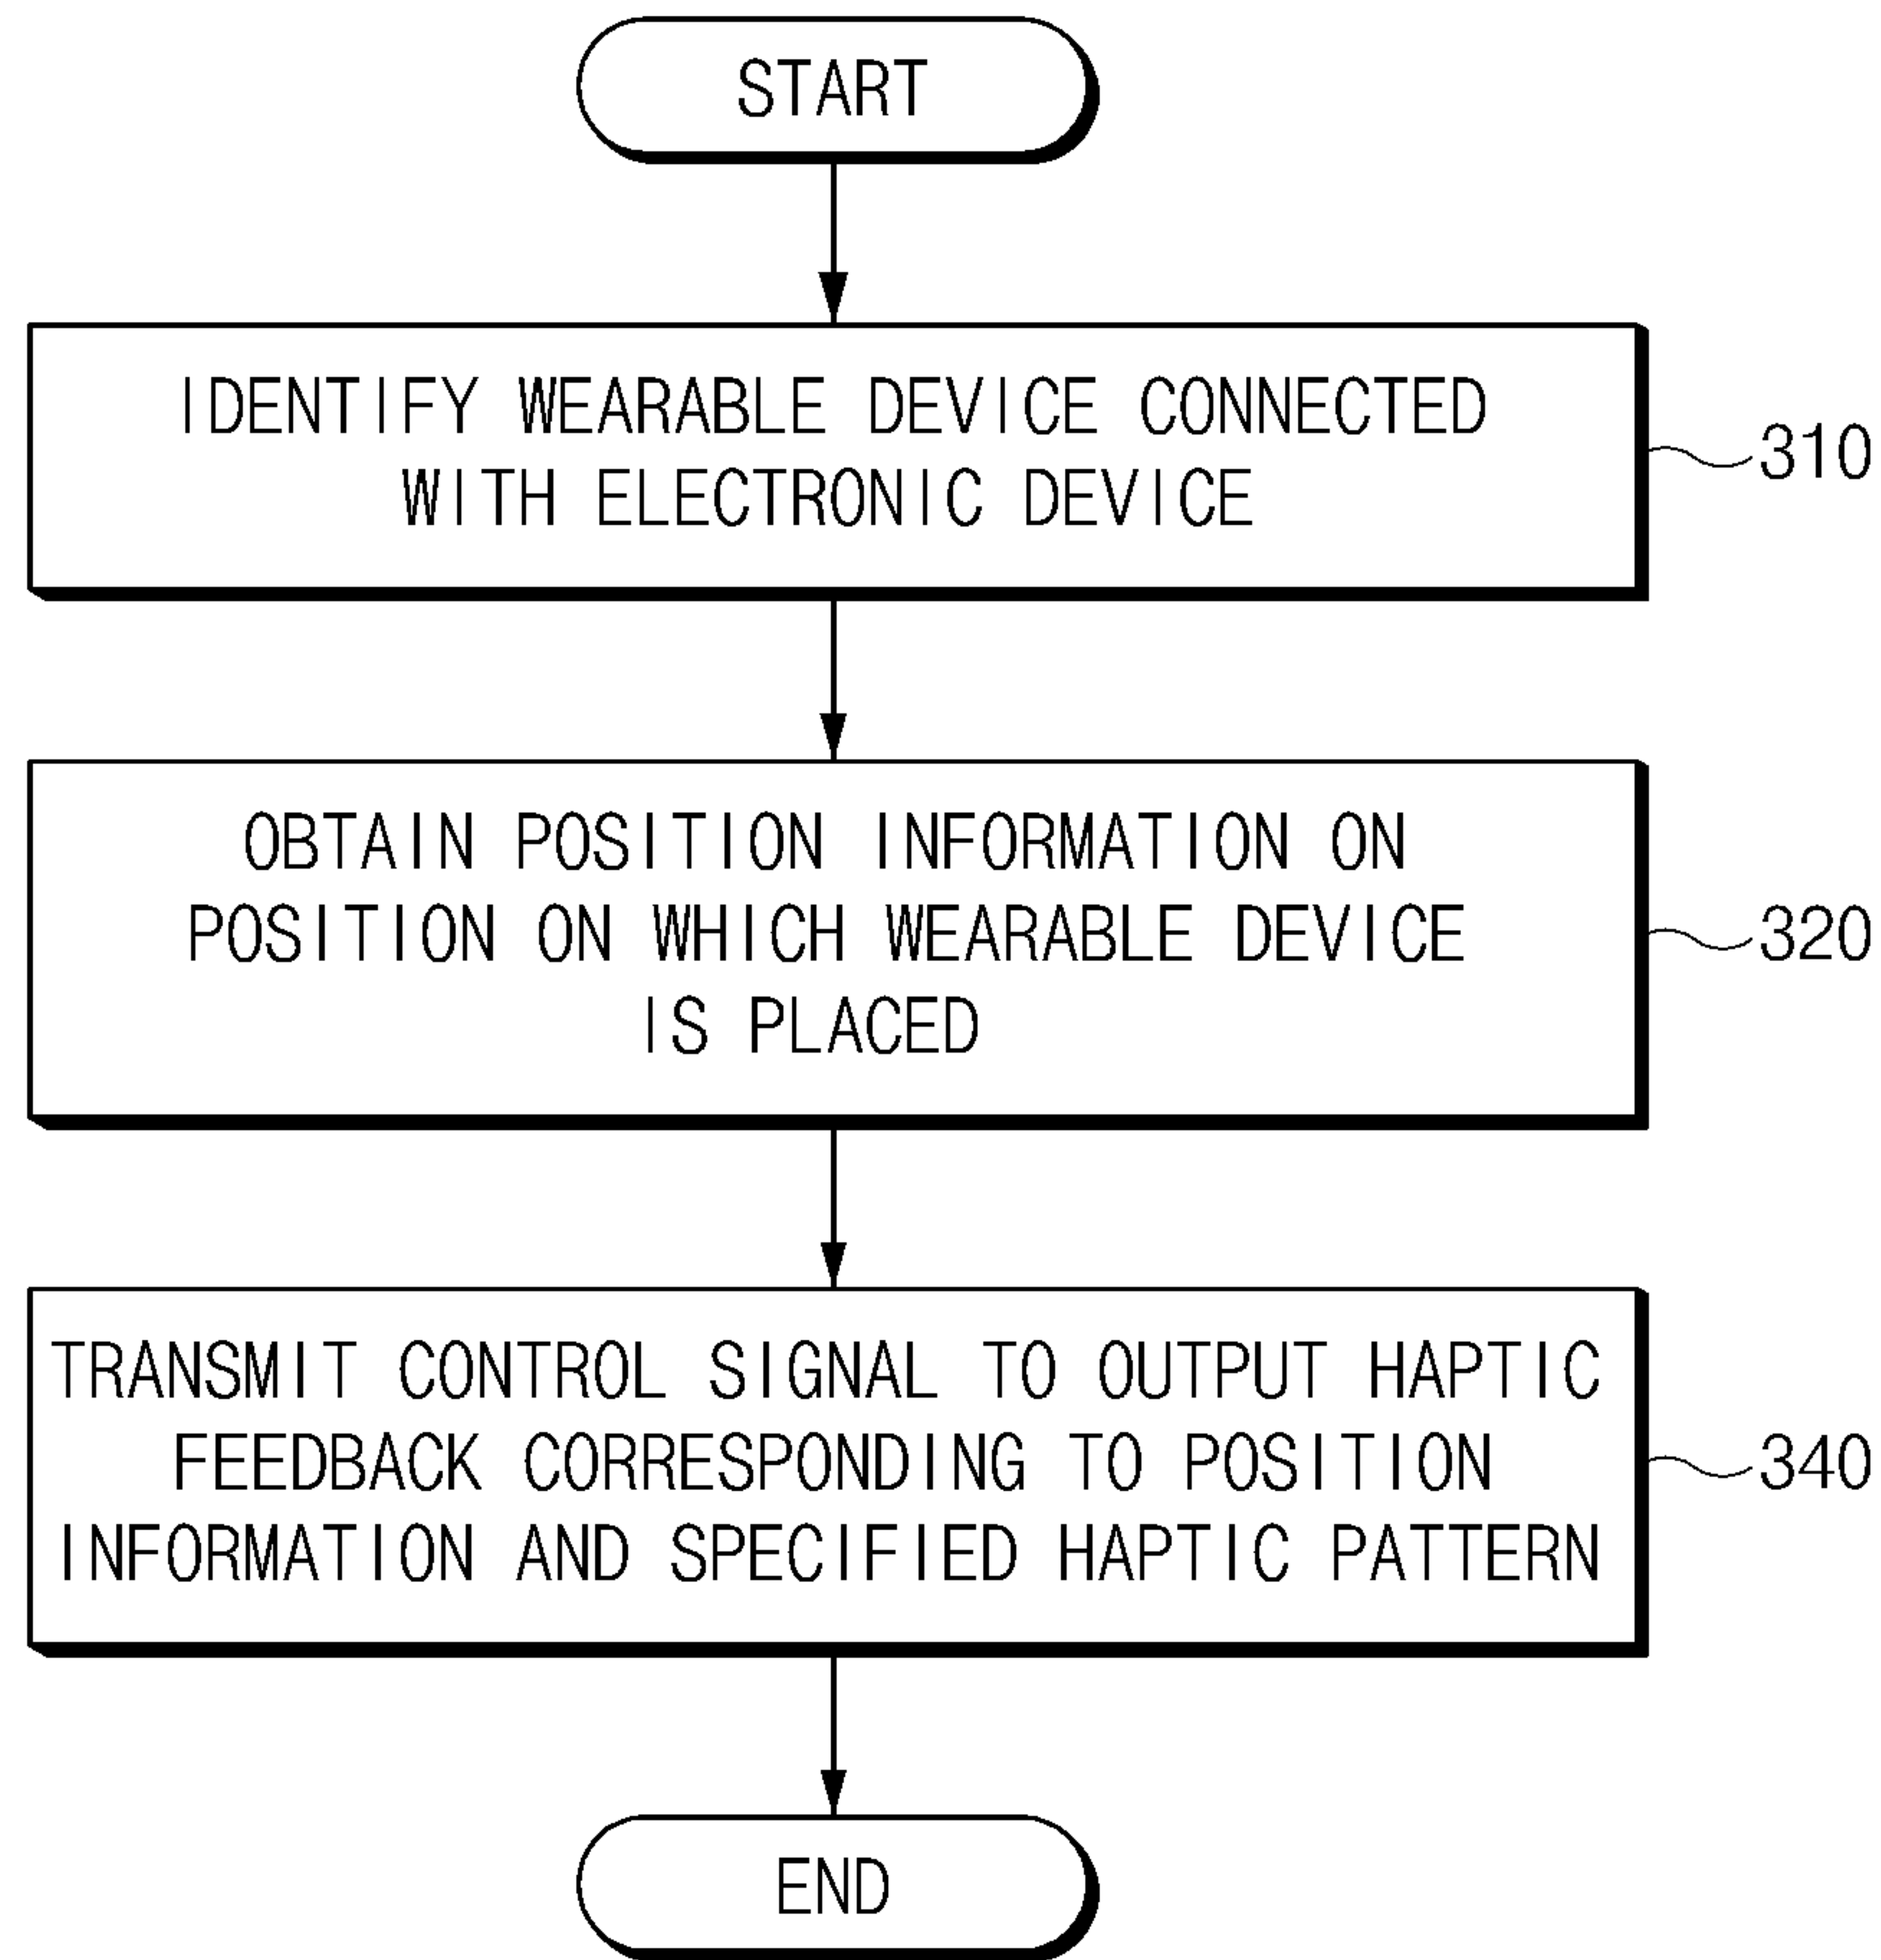 START
IDENTIFY WEARABLE DEVICE CONNECTED
WITH ELECTRONIC DEVICE
310
OBTAIN POSITION INFORMATION ON
POSITION ON WHICH WEARABLE DEVICE
IS PLACED
320
TRANSMIT CONTROL SIGNAL TO OUTPUT HAPTIC
FEEDBACK CORRESPONDING TO POSITION
INFORMATION AND SPECIFIED HAPTIC PATTERN
340
END